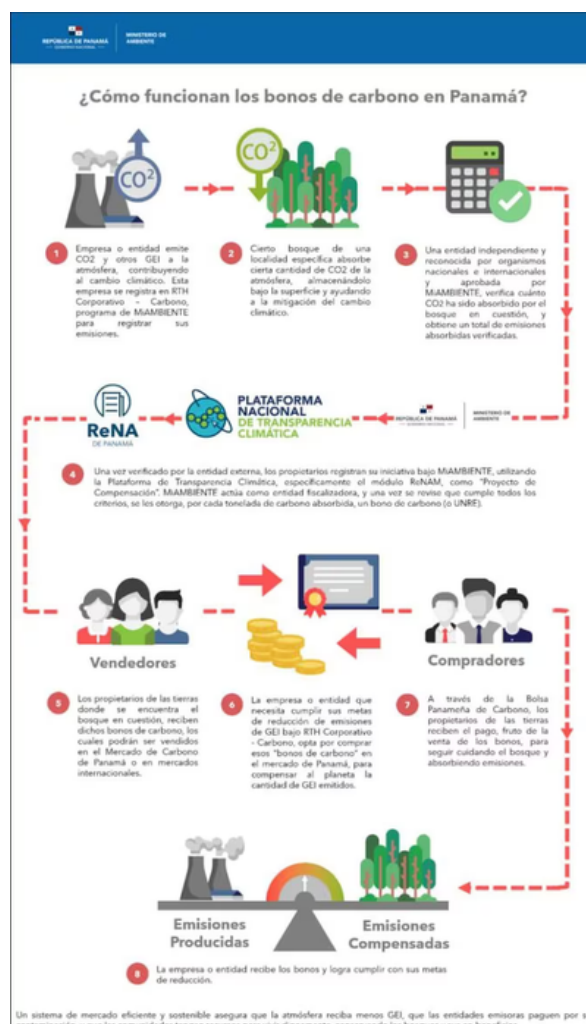 REPÚBLICA DE PANAMÁ
— GOBIERNO NACIONAL —
MINISTERIO DE
AMBIENTE
¿Cómo funcionan los bonos de carbono en Panamá?
CO²
CO²
1
Empresa o entidad emite
CO2 y otros GEI a la
atmósfera, contribuyendo
al cambio climático. Esta
empresa se registra en RTH
Corporativo – Carbono,
programa de MiAMBIENTE
para registrar sus
emisiones.
2
Cierto bosque de una
localidad específica absorbe
cierta cantidad de CO2 de la
atmósfera, almacenándolo
bajo la superficie y ayudando
a la mitigación del cambio
climático.
3
Una entidad independiente y
reconocida por organismos
nacionales e internacionales
y aprobada por
MiAMBIENTE, verifica cuánto
CO2 ha sido absorbido por el
bosque en cuestión, y
obtiene un total de emisiones
absorbidas verificadas.
ReNA
DE PANAMÁ
PLATAFORMA
NACIONAL
DE TRANSPARENCIA
CLIMÁTICA
REPÚBLICA DE PANAMÁ
MINISTERIO DE
AMBIENTE
4
Una vez verificado por la entidad externa, los propietarios registran su iniciativa bajo MiAMBIENTE, utilizando
la Plataforma de Transparencia Climática, específicamente el módulo ReNAM, como "Proyecto de
Compensación". MiAMBIENTE actúa como entidad fiscalizadora, y una vez se revise que cumple todos los
criterios, se les otorga, por cada tonelada de carbono absorbida, un bono de carbono (o UNRE).
Vendedores
Compradores
5
Los propietarios de las tierras
donde se encuentra el
bosque en cuestión, reciben
dichos bonos de carbono, los
cuales podrán ser vendidos
en el Mercado de Carbono
de Panamá o en mercados
internacionales.
6
La empresa o entidad que
necesita cumplir sus metas
de reducción de emisiones
de GEI bajo RTH Corporativo
- Carbono, opta por comprar
esos "bonos de carbono" en
el mercado de Panamá, para
compensar al planeta la
cantidad de GEI emitidos.
7
A través de la Bolsa
Panameña de Carbono, los
propietarios de las tierras
reciben el pago, fruto de la
venta de los bonos, para
seguir cuidando el bosque y
absorbiendo emisiones.
Emisiones
Producidas
Emisiones
Compensadas
8
La empresa o entidad recibe los bonos y logra cumplir con sus metas
de reducción.
Un sistema de mercado eficiente y sostenible asegura que la atmósfera reciba menos GEI, que las entidades emisoras paguen por